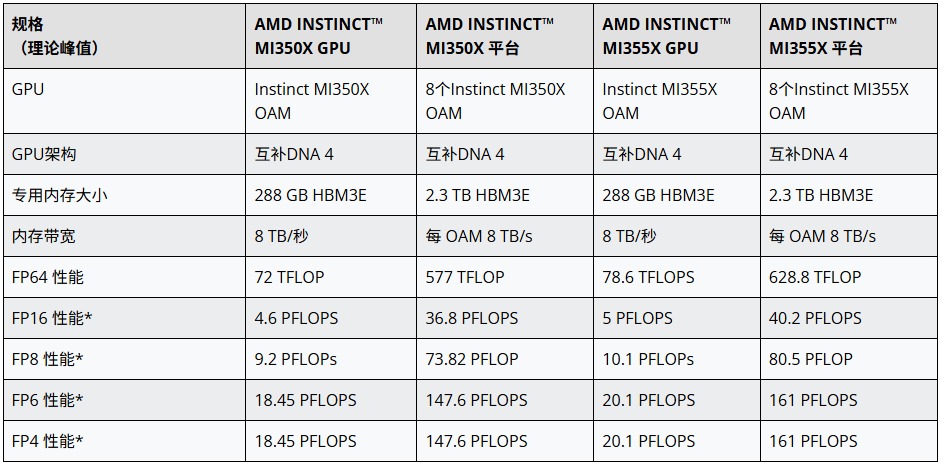 规格
（理论峰值）
AMD INSTINCT™
MI350X GPU
AMD INSTINCT™
MI350X 平台
AMD INSTINCT™
MI355X GPU
AMD INSTINCT™
MI355X 平台
GPU
Instinct MI350X
OAM
8个Instinct MI350X
OAM
Instinct MI355X
OAM
8个Instinct MI355X
OAM
GPU架构
互补DNA 4
互补DNA 4
互补DNA 4
互补DNA 4
专用内存大小
288 GB HBM3E
2.3 TB HBM3E
288 GB HBM3E
2.3 TB HBM3E
内存带宽
8 TB/秒
每 OAM 8 TB/s
8 TB/秒
每 OAM 8 TB/s
FP64 性能
72 TFLOP
577 TFLOP
78.6 TFLOPS
628.8 TFLOP
FP16 性能*
4.6 PFLOPS
36.8 PFLOPS
5 PFLOPS
40.2 PFLOPS
FP8 性能*
9.2 PFLOPs
73.82 PFLOP
10.1 PFLOPs
80.5 PFLOP
FP6 性能*
18.45 PFLOPS
147.6 PFLOPS
20.1 PFLOPS
161 PFLOPS
FP4 性能*
18.45 PFLOPS
147.6 PFLOPS
20.1 PFLOPS
161 PFLOPS